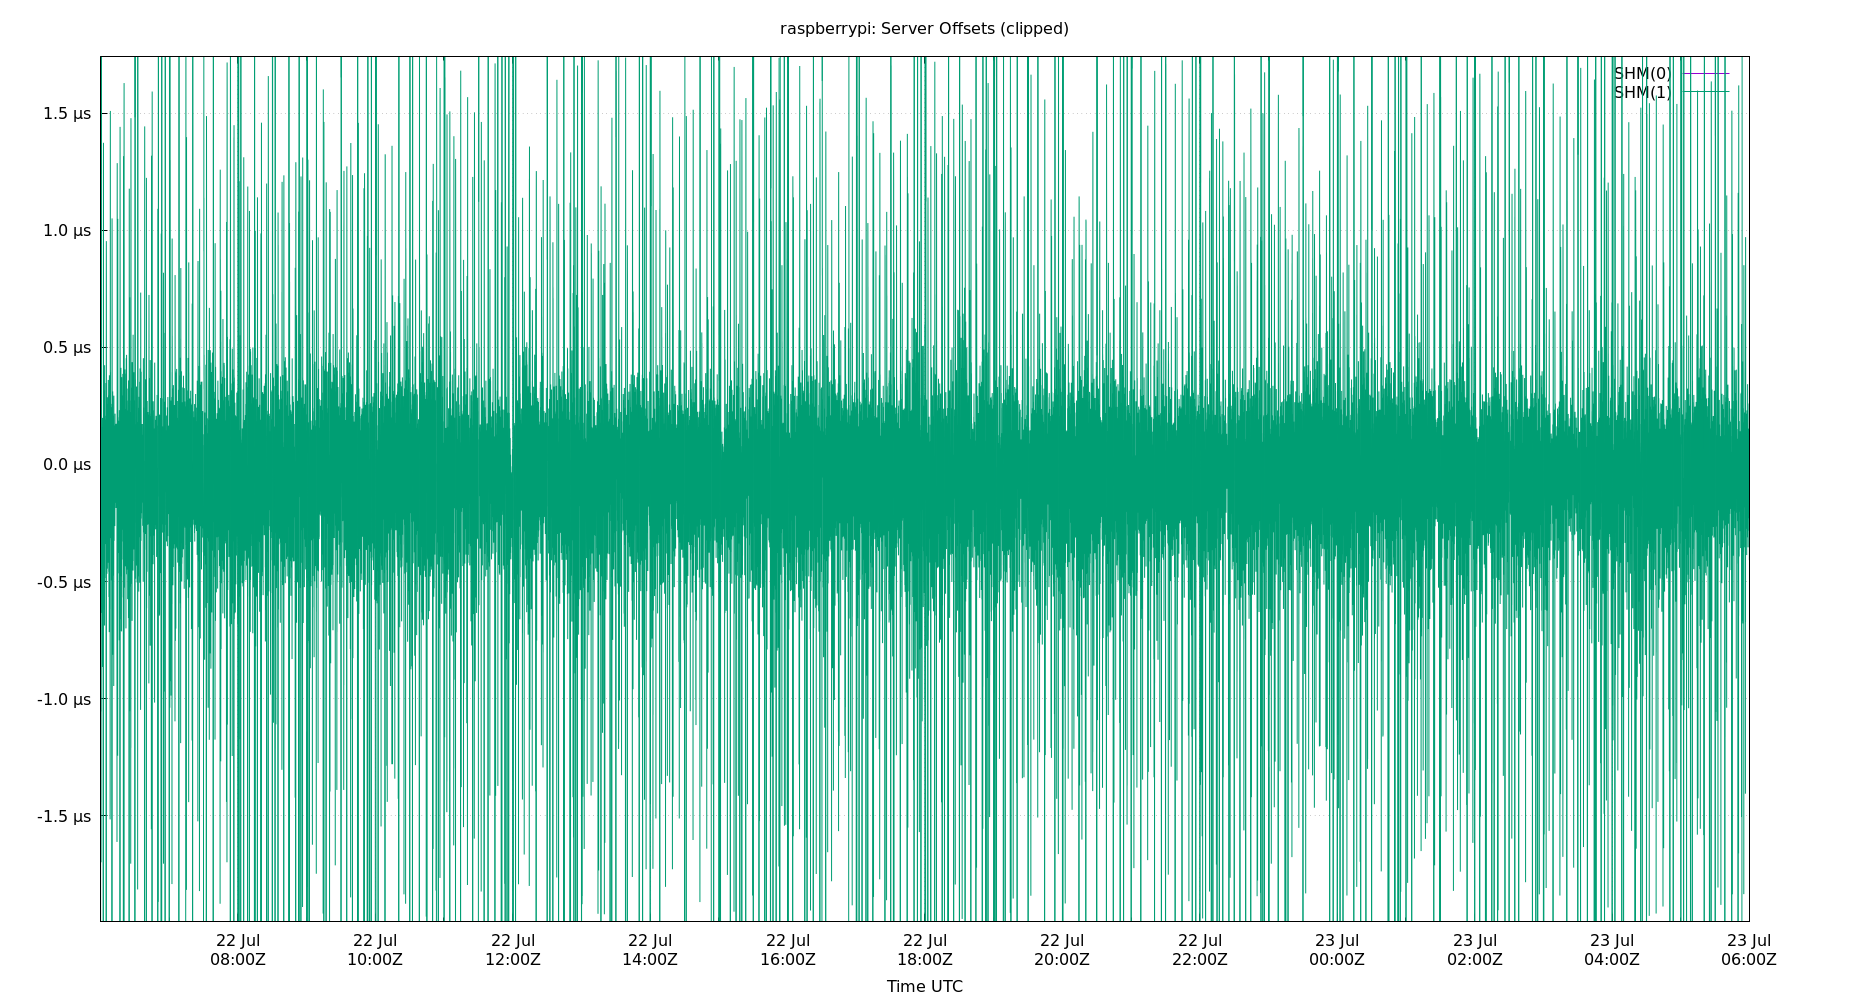 raspberrypi: Server Offsets (clipped)
SHM(0)
SHM(1)
1.5 µs
1.0 µs
0.5 µs
0.0 µs
-0.5 µs
-1.0 µs
-1.5 µs
22 Jul 22 Jul 22 Jul 22 Jul 22 Jul 22 Jul 22 Jul 22 Jul 23 Jul 23 Jul 23 Jul 23 Jul
08:00Z 10:00Z 12:00Z 14:00Z 16:00Z 18:00Z 20:00Z 22:00Z 00:00Z 02:00Z 04:00Z 06:00Z
Time UTC